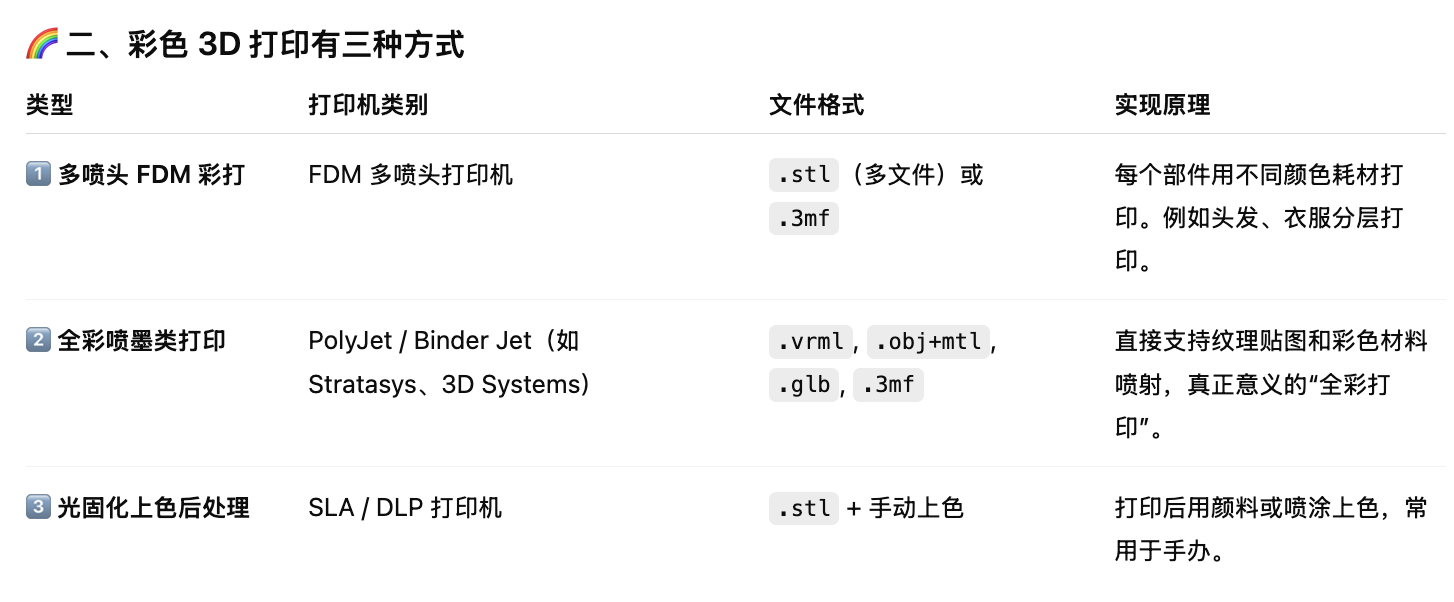 🌈 二、彩色 3D 打印有三种方式
类型 打印机类别 文件格式 实现原理
1️⃣ 多喷头 FDM 彩打 FDM 多喷头打印机 .stl（多文件）或 每个部件用不同颜色耗材打
.3mf 印。例如头发、衣服分层打
印。
2️⃣ 全彩喷墨类打印 PolyJet / Binder Jet（如 .vrml, .obj+mtl, 直接支持纹理贴图和彩色材料
Stratasys、3D Systems） .glb, .3mf 喷射，真正意义的“全彩打
印”。
3️⃣ 光固化上色后处理 SLA / DLP 打印机 .stl + 手动上色 打印后用颜料或喷涂上色，常
用于手办。